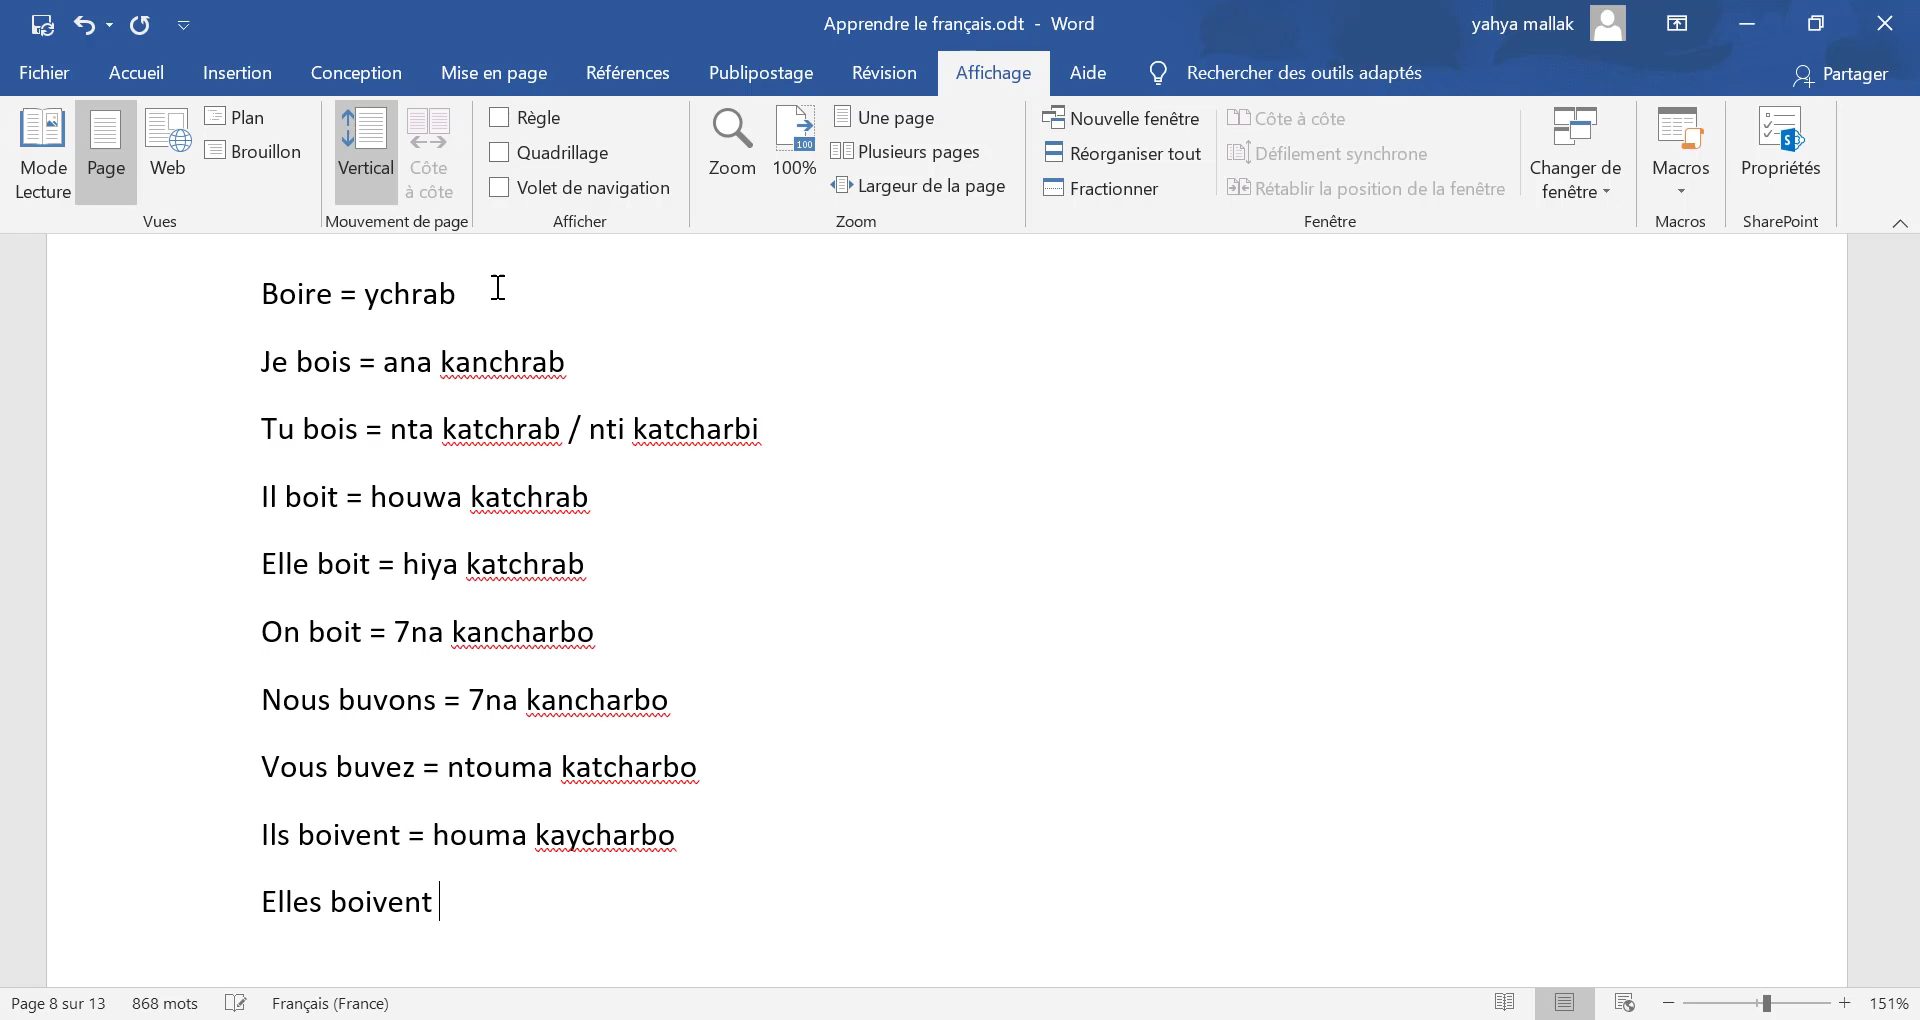 Apprendre le français.odt - Word
yahya mallak
Fichier Accueil Insertion Conception Mise en page Références Publipostage Révision Affichage Aide Rechercher des outils adaptés Partager
Mode Lecture
Page
Web
Plan
Brouillon
Vues
Vertical
Côte à côte
Mouvement de page
Règle
Quadrillage
Volet de navigation
Afficher
Zoom
100
100%
Une page
Plusieurs pages
Largeur de la page
Zoom
Nouvelle fenêtre
Réorganiser tout
Fractionner
Côte à côte
Défilement synchrone
Rétablir la position de la fenêtre
Changer de fenêtre
Fenêtre
Macros
Macros
S
Propriétés
SharePoint
Boire = ychrab
Je bois = ana kanchrab
Tu bois = nta katchrab / nti katcharbi
Il boit = houwa katchrab
Elle boit = hiya katchrab
On boit = 7na kancharbo
Nous buvons = 7na kancharbo
Vous buvez = ntouma katcharbo
Ils boivent = houma kaycharbo
Elles boivent
Page 8 sur 13 868 mots Français (France) 151%